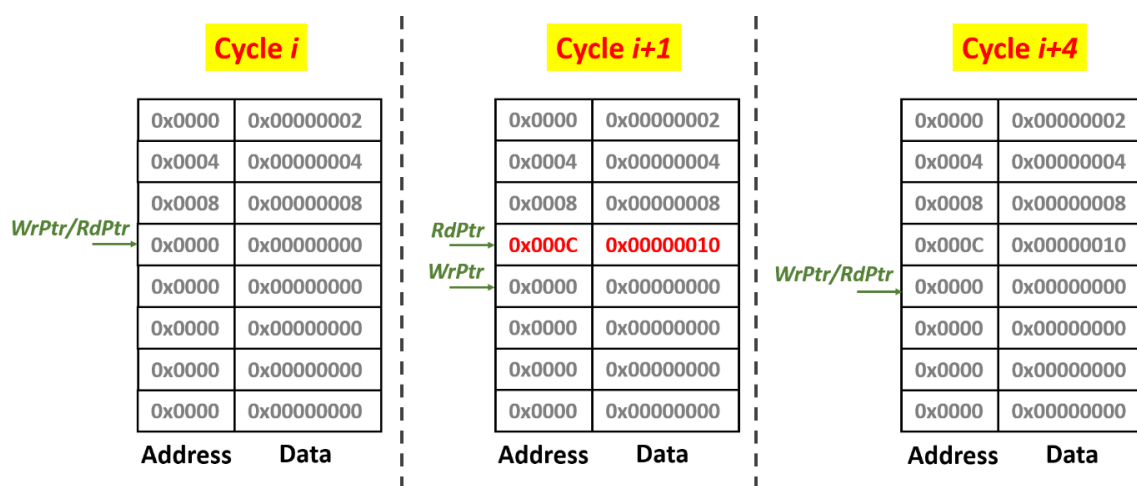 Cycle i
WrPtr/RdPtr
0x0000 0x00000002
0x0004 0x00000004
0x0008 0x00000008
0x0000 0x00000000
0x0000 0x00000000
0x0000 0x00000000
0x0000 0x00000000
0x0000 0x00000000
Address Data
Cycle i+1
RdPtr
WrPtr
0x0000 0x00000002
0x0004 0x00000004
0x0008 0x00000008
0x000C 0x00000010
0x0000 0x00000000
0x0000 0x00000000
0x0000 0x00000000
0x0000 0x00000000
Address Data
Cycle i+4
WrPtr/RdPtr
0x0000 0x00000002
0x0004 0x00000004
0x0008 0x00000008
0x000C 0x00000010
0x0000 0x00000000
0x0000 0x00000000
0x0000 0x00000000
0x0000 0x00000000
Address Data